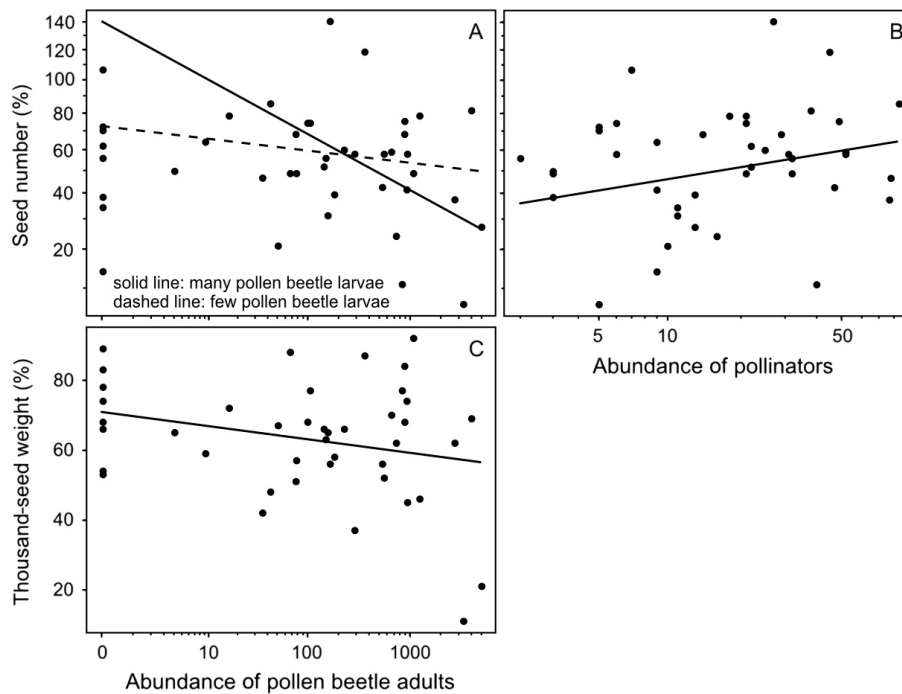 A
140
120
100
80
60
40
20
Seed number (%)
solid line: many pollen beetle larvae
dashed line: few pollen beetle larvae
B
5
10
50
Abundance of pollinators
C
80
60
40
20
Thousand-seed weight (%)
0
10
100
1000
Abundance of pollen beetle adults